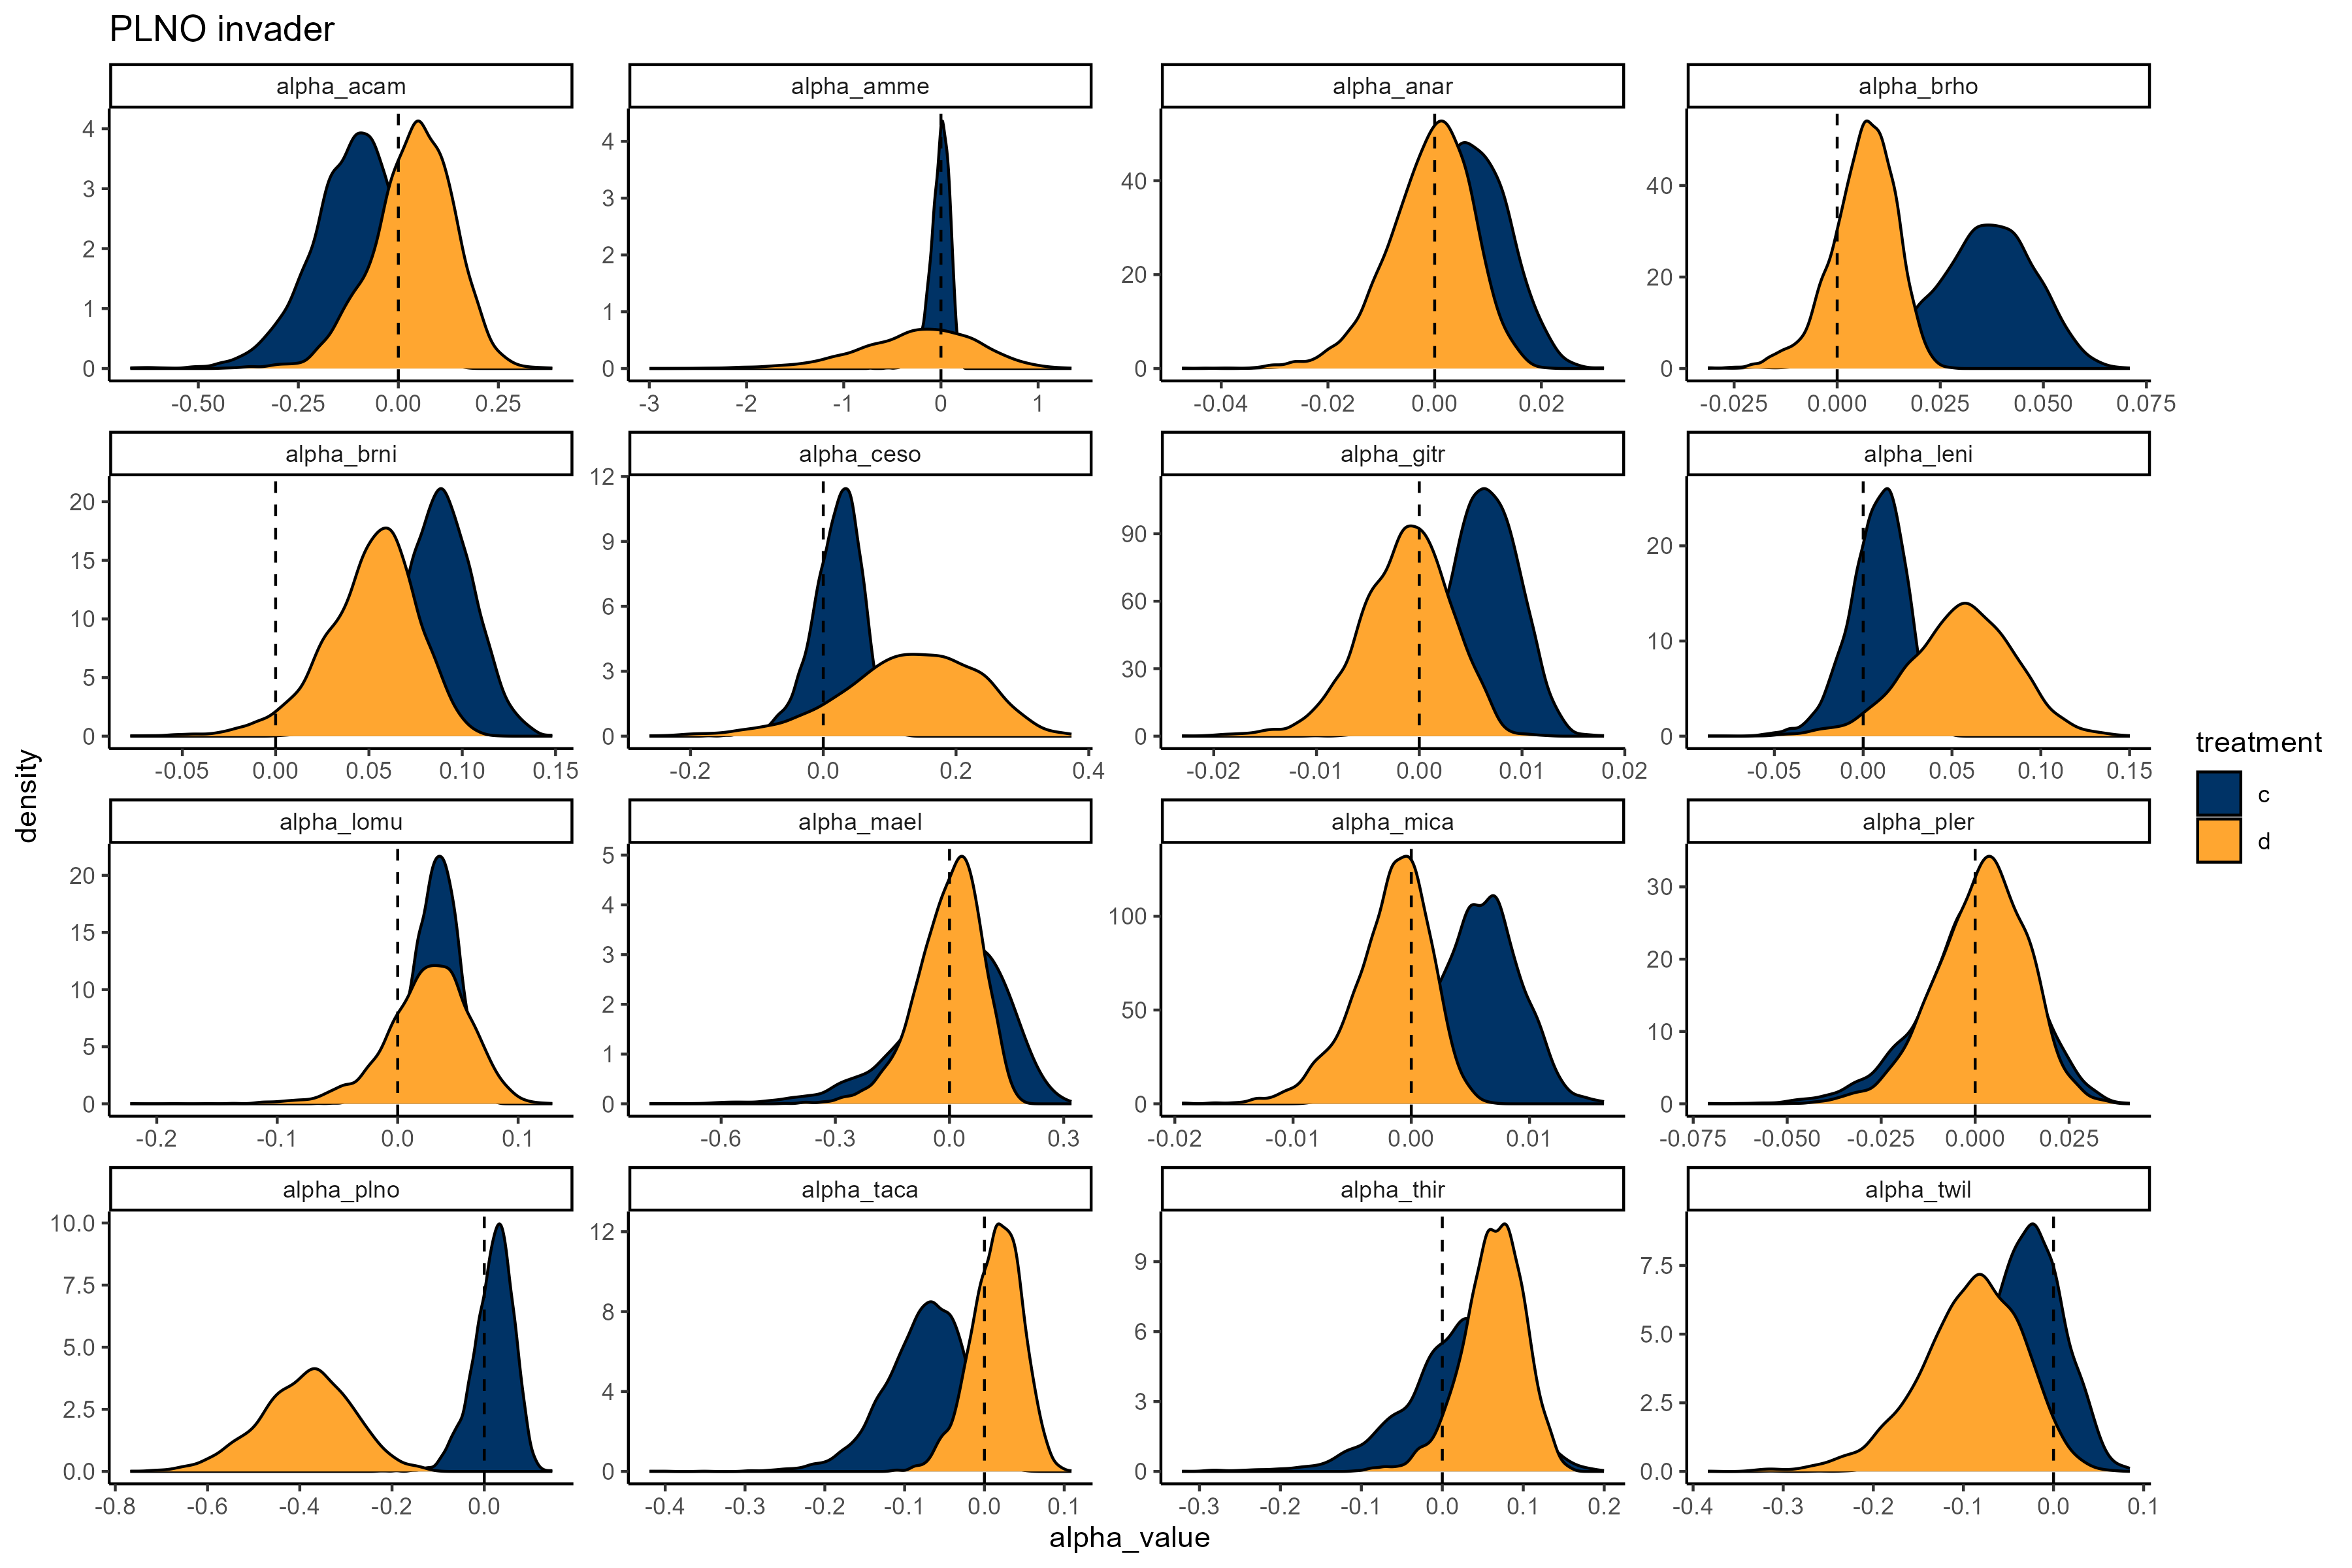 PLNO invader
alpha_acam alpha_amme alpha_anar alpha_brho
4 3 2 1 0
4 3 2 1 0
40 20 0
40 20 0
-0.50 -0.25 0.00 0.25
-3 -2 -1 0 1
-0.04 -0.02 0.00 0.02
-0.025 0.000 0.025 0.050 0.075
alpha_brni alpha_ceso alpha_gitr alpha_leni
20 15 10 5 0
12 9 6 3 0
90 60 30 0
20 10 0
-0.05 0.00 0.05 0.10 0.15
-0.2 0.0 0.2 0.4
-0.02 -0.01 0.00 0.01 0.02
-0.05 0.00 0.05 0.10 0.15
alpha_lomu alpha_mael alpha_mica alpha_pler
20 15 10 5 0
5 4 3 2 1 0
100 50 0
30 20 10 0
-0.2 -0.1 0.0 0.1
-0.6 -0.3 0.0 0.3
-0.02 -0.01 0.00 0.01
-0.075 -0.050 -0.025 0.000 0.025
alpha_plno alpha_taca alpha_thir alpha_twil
10.0 7.5 5.0 2.5 0.0
12 8 4 0
9 6 3 0
7.5 5.0 2.5 0.0
-0.8 -0.6 -0.4 -0.2 0.0
-0.4 -0.3 -0.2 -0.1 0.0 0.1
-0.3 -0.2 -0.1 0.0 0.1 0.2
-0.4 -0.3 -0.2 -0.1 0.0 0.1
density
alpha_value
treatment
c
d